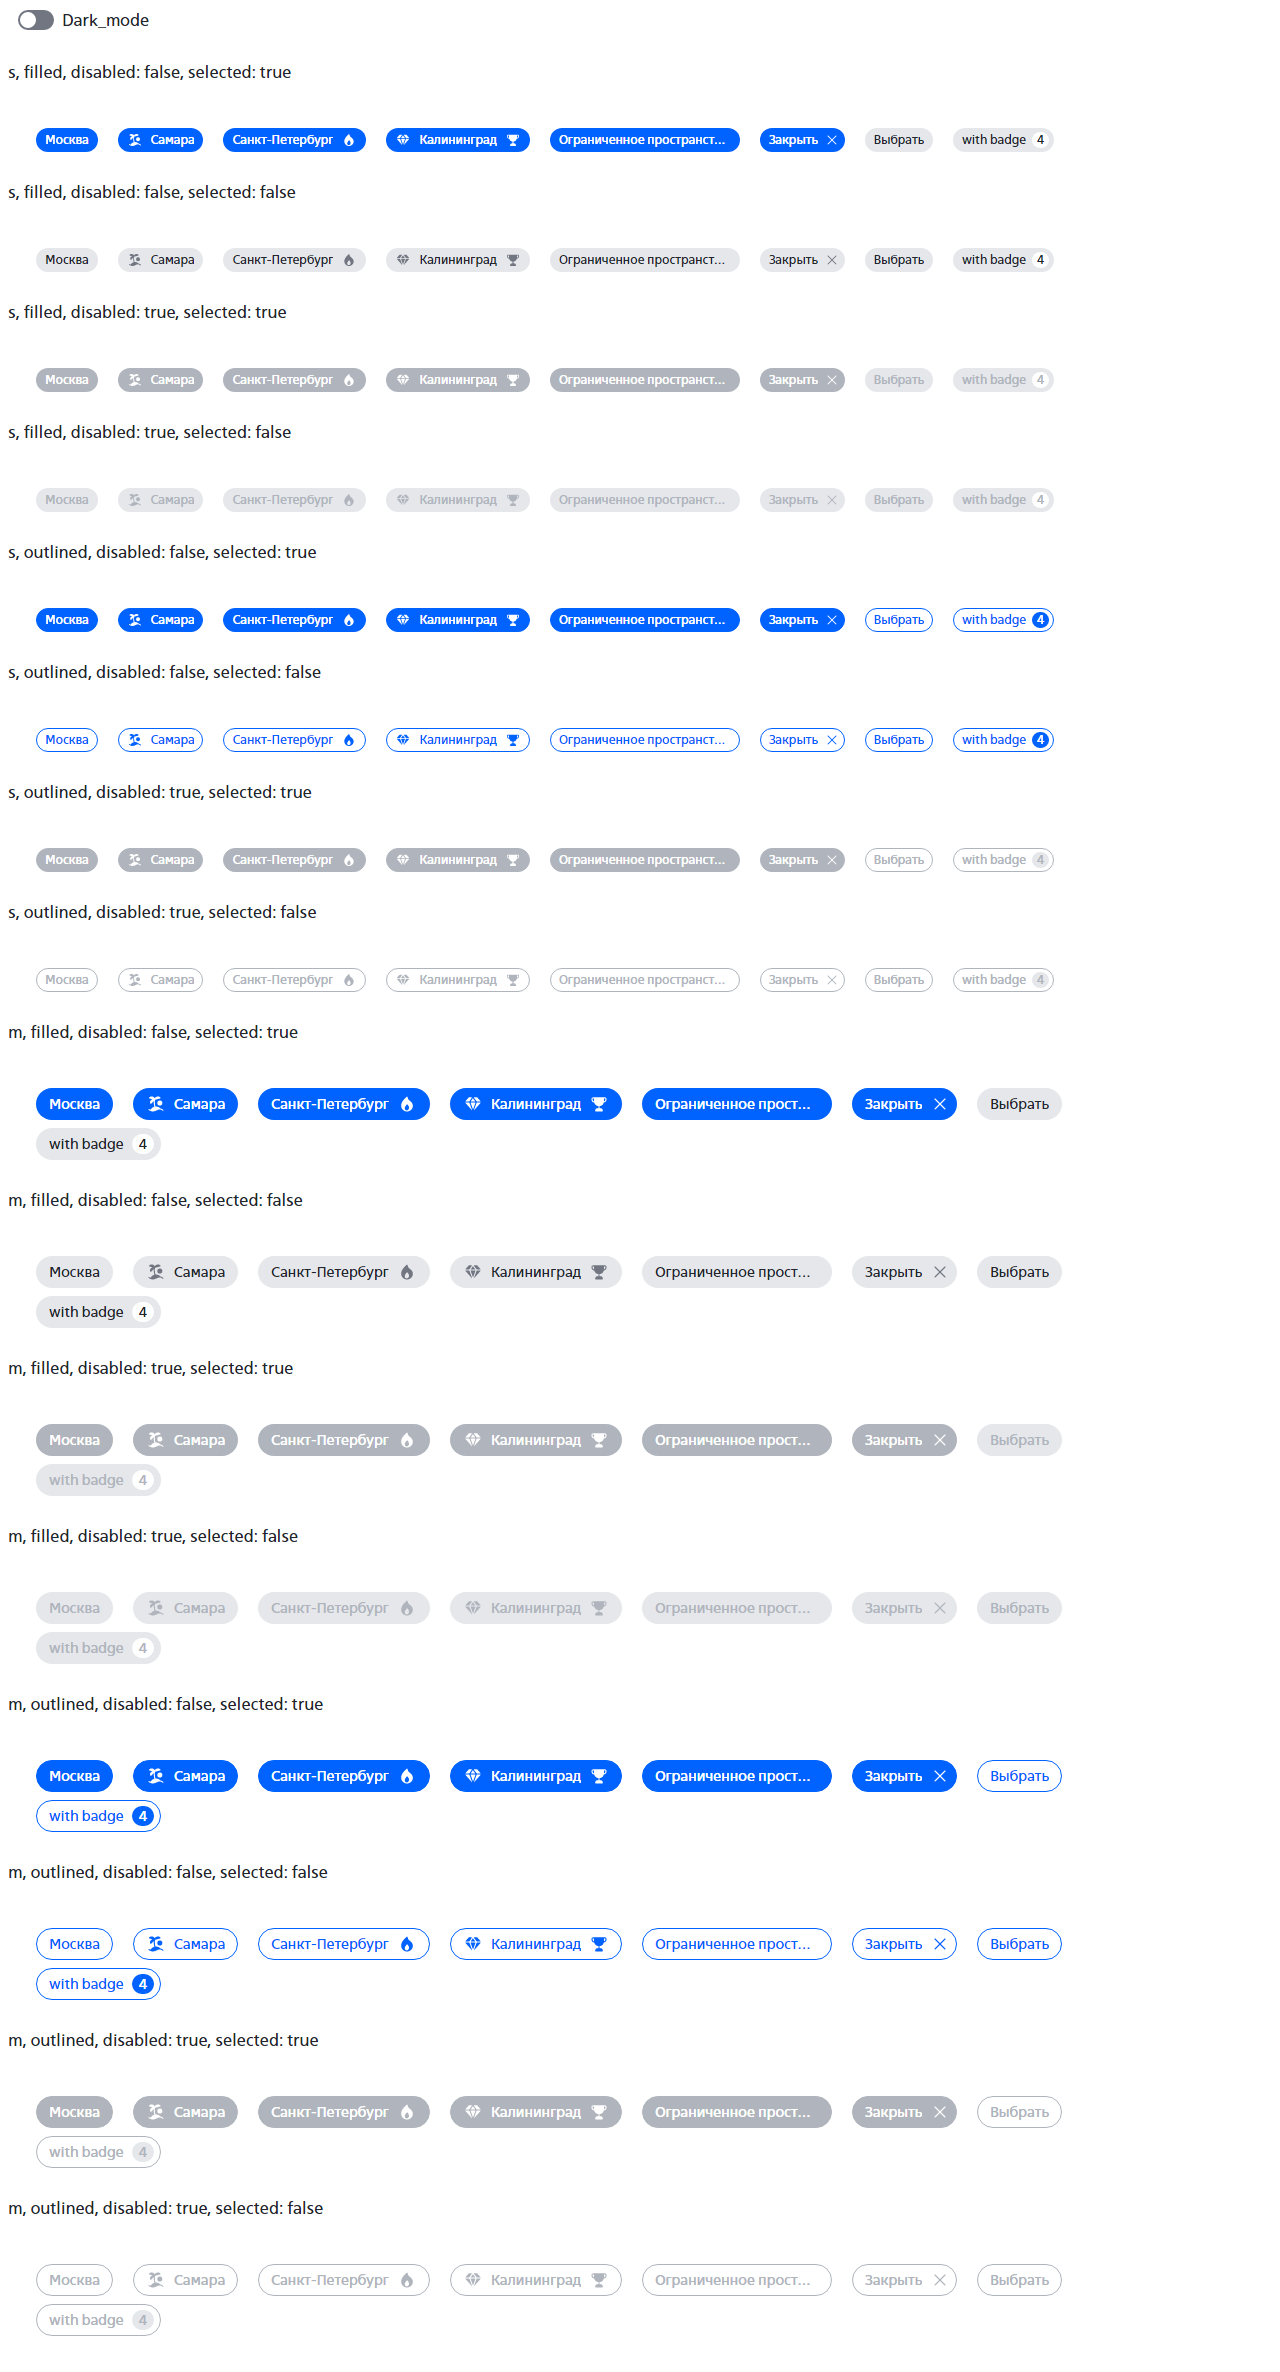 Dark_mode
s, filled, disabled: false, selected: true
Москва Самара Санкт-Петербург Калининград Ограниченное пространст... Закрыть Выбрать with badge 4
s, filled, disabled: false, selected: false
Москва Самара Санкт-Петербург Калининград Ограниченное пространст... Закрыть Выбрать with badge 4
s, filled, disabled: true, selected: true
Москва Самара Санкт-Петербург Калининград Ограниченное пространст... Закрыть Выбрать with badge 4
s, filled, disabled: true, selected: false
Москва Самара Санкт-Петербург Калининград Ограниченное пространст... Закрыть Выбрать with badge 4
s, outlined, disabled: false, selected: true
Москва Самара Санкт-Петербург Калининград Ограниченное пространст... Закрыть Выбрать with badge 4
s, outlined, disabled: false, selected: false
Москва Самара Санкт-Петербург Калининград Ограниченное пространст... Закрыть Выбрать with badge 4
s, outlined, disabled: true, selected: true
Москва Самара Санкт-Петербург Калининград Ограниченное пространст... Закрыть Выбрать with badge 4
s, outlined, disabled: true, selected: false
Москва Самара Санкт-Петербург Калининград Ограниченное пространст... Закрыть Выбрать with badge 4
m, filled, disabled: false, selected: true
Москва Самара Санкт-Петербург Калининград Ограниченное прост... Закрыть Выбрать
with badge 4
m, filled, disabled: false, selected: false
Москва Самара Санкт-Петербург Калининград Ограниченное прост... Закрыть Выбрать
with badge 4
m, filled, disabled: true, selected: true
Москва Самара Санкт-Петербург Калининград Ограниченное прост... Закрыть Выбрать
with badge 4
m, filled, disabled: true, selected: false
Москва Самара Санкт-Петербург Калининград Ограниченное прост... Закрыть Выбрать
with badge 4
m, outlined, disabled: false, selected: true
Москва Самара Санкт-Петербург Калининград Ограниченное прост... Закрыть Выбрать
with badge 4
m, outlined, disabled: false, selected: false
Москва Самара Санкт-Петербург Калининград Ограниченное прост... Закрыть Выбрать
with badge 4
m, outlined, disabled: true, selected: true
Москва Самара Санкт-Петербург Калининград Ограниченное прост... Закрыть Выбрать
with badge 4
m, outlined, disabled: true, selected: false
Москва Самара Санкт-Петербург Калининград Ограниченное прост... Закрыть Выбрать
with badge 4